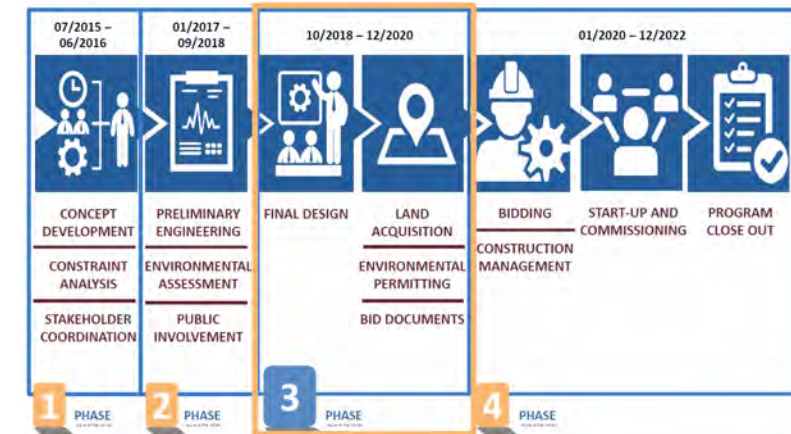 07/2015 –
06/2016
01/2017 –
09/2018
10/2018 – 12/2020
01/2020 – 12/2022
CONCEPT
DEVELOPMENT
CONSTRAINT
ANALYSIS
STAKEHOLDER
COORDINATION
PRELIMINARY
ENGINEERING
ENVIRONMENTAL
ASSESSMENT
PUBLIC
INVOLVEMENT
FINAL DESIGN
LAND
ACQUISITION
ENVIRONMENTAL
PERMITTING
BID DOCUMENTS
BIDDING
CONSTRUCTION
MANAGEMENT
START-UP AND
COMMISSIONING
PROGRAM
CLOSE OUT
1 PHASE
2 PHASE
3 PHASE
4 PHASE